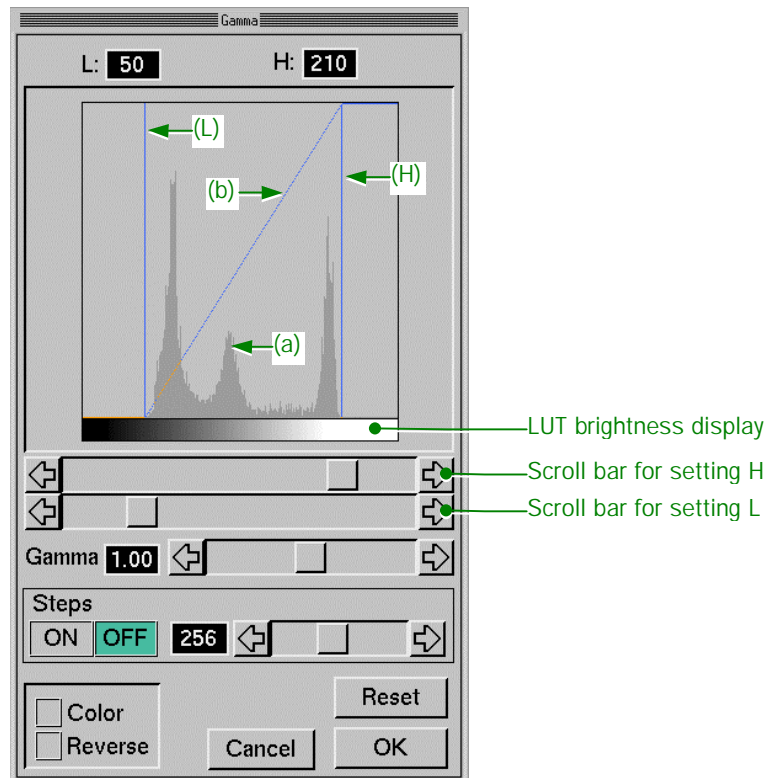 Gamma
L: 50 H: 210
(L)
(b)
(H)
(a)
LUT brightness display
Scroll bar for setting H
Scroll bar for setting L
Gamma 1.00
Steps
ON OFF 256
Color
Reverse
Reset
Cancel OK